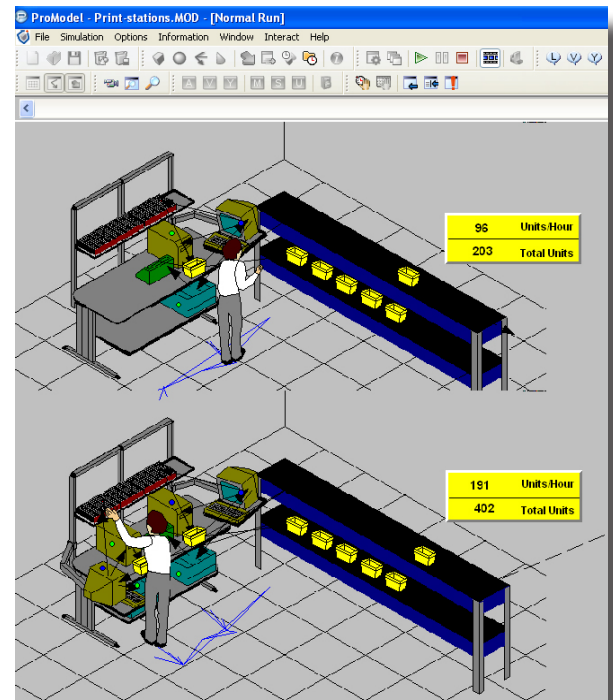 ProModel - Print-stations.MOD - [Normal Run]
File Simulation Options Information Window Interact Help
96 Units/Hour
203 Total Units
191 Units/Hour
402 Total Units